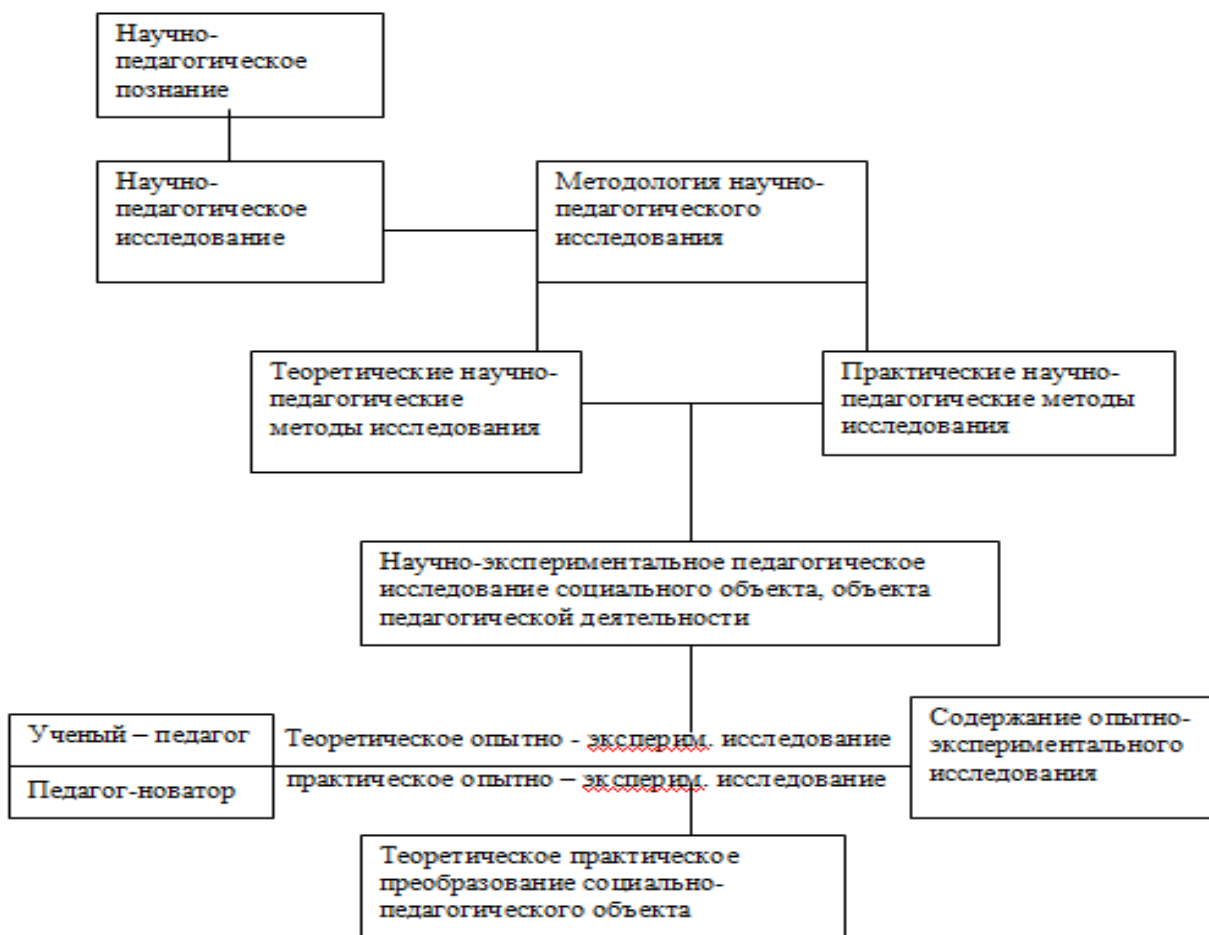 Научно-
педагогическое
познание
Научно-
педагогическое
исследование
Методология научно-
педагогического
исследования
Теоретические научно-
педагогические
методы исследования
Практические научно-
педагогические методы
исследования
Научно-экспериментальное педагогическое
исследование социального объекта, объекта
педагогической деятельности
Ученый – педагог
Педагог-новатор
Теоретическое опытно - эксперим. исследование
практическое опытно – эксперим. исследование
Содержание опытно-
экспериментального
исследования
Теоретическое практическое
преобразование социально-
педагогического объекта